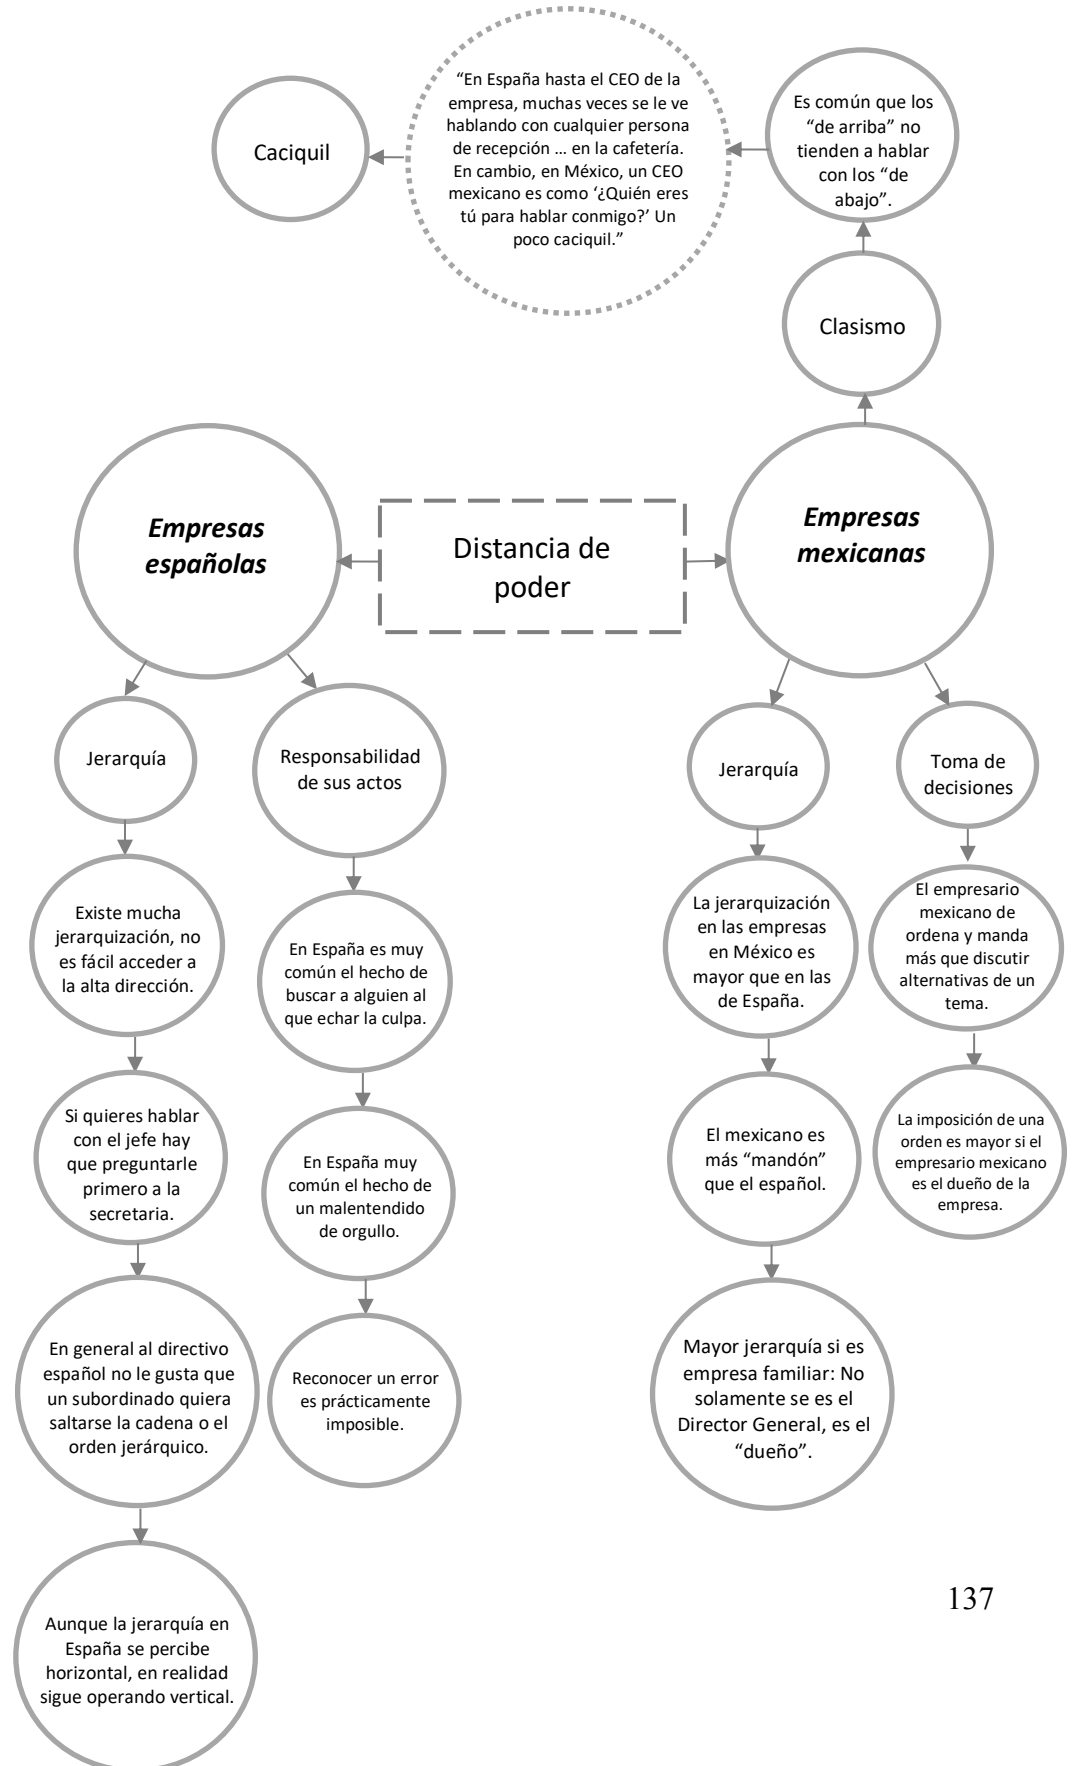 “En España hasta el CEO de la
empresa, muchas veces se le ve
hablando con cualquier persona
de recepción … en la cafetería.
En cambio, en México, un CEO
mexicano es como ‘¿Quién eres
tú para hablar conmigo?’ Un
poco caciquil.”
Caciquil
Es común que los
“de arriba” no
tienden a hablar
con los “de
abajo”.
Clasismo
Empresas
españolas
Distancia de
poder
Empresas
mexicanas
Jerarquía
Responsabilidad
de sus actos
Jerarquía
Toma de
decisiones
Existe mucha
jerarquización, no
es fácil acceder a
la alta dirección.
En España es muy
común el hecho de
buscar a alguien al
que echar la culpa.
La jerarquización
en las empresas
en México es
mayor que en las
de España.
El empresario
mexicano de
ordena y manda
más que discutir
alternativas de un
tema.
Si quieres hablar
con el jefe hay
que preguntarle
primero a la
secretaria.
En España muy
común el hecho de
un malentendido
de orgullo.
El mexicano es
más “mandón”
que el español.
La imposición de una
orden es mayor si el
empresario mexicano
es el dueño de la
empresa.
En general al directivo
español no le gusta que
un subordinado quiera
saltarse la cadena o el
orden jerárquico.
Reconocer un error
es prácticamente
imposible.
Mayor jerarquía si es
empresa familiar: No
solamente se es el
Director General, es el
“dueño”.
Aunque la jerarquía en
España se percibe
horizontal, en realidad
sigue operando vertical.
137